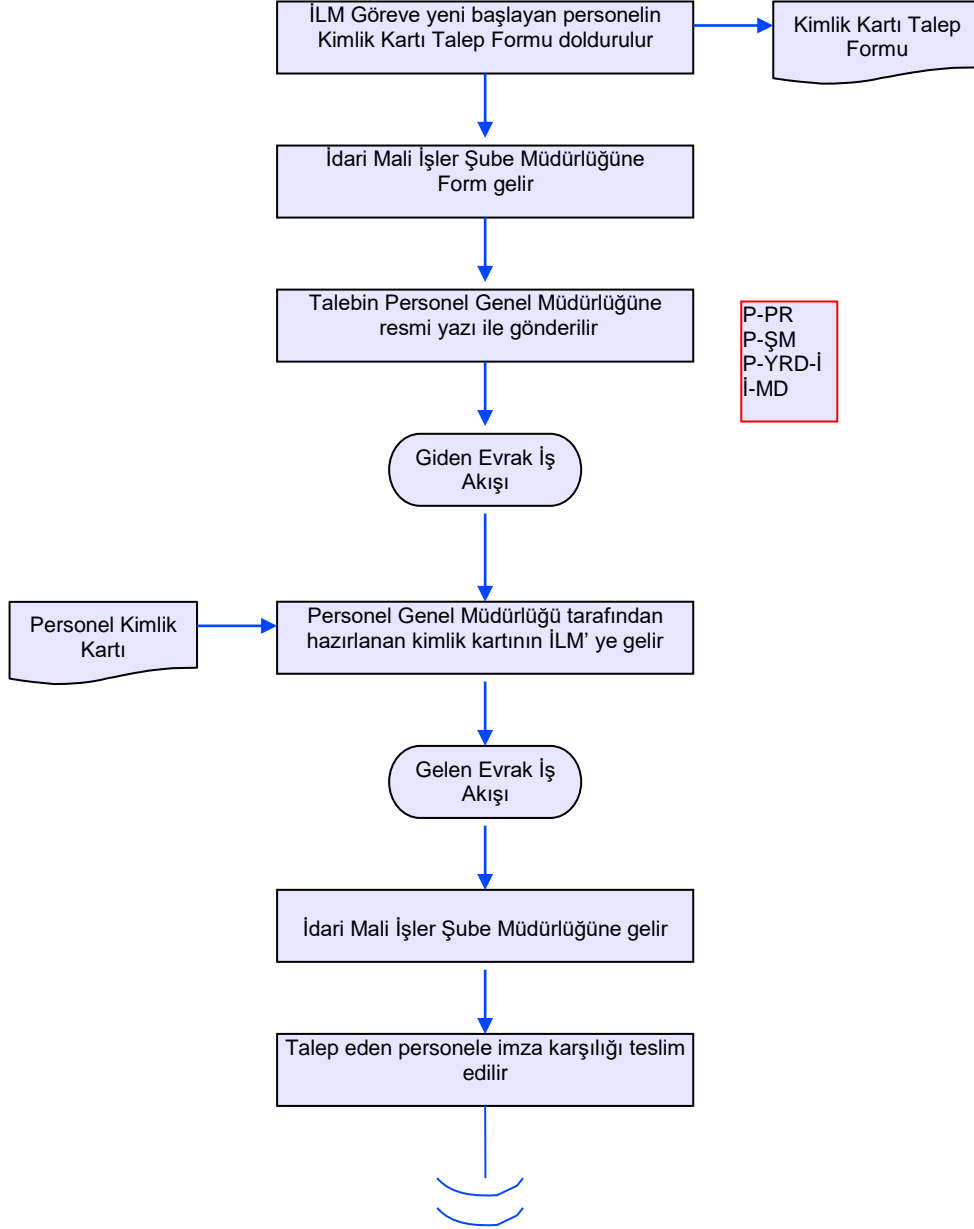 İLM Göreve yeni başlayan personelin
Kimlik Kartı Talep Formu doldurulur
Kimlik Kartı Talep
Formu
İdari Mali İşler Şube Müdürlüğüne
Form gelir
Talebin Personel Genel Müdürlüğüne
resmi yazı ile gönderilir
P-PR
P-ŞM
P-YRD-İ
İ-MD
Giden Evrak İş
Akışı
Personel Kimlik
Kartı
Personel Genel Müdürlüğü tarafından
hazırlanan kimlik kartının İLM’ ye gelir
Gelen Evrak İş
Akışı
İdari Mali İşler Şube Müdürlüğüne gelir
Talep eden personele imza karşılığı teslim
edilir